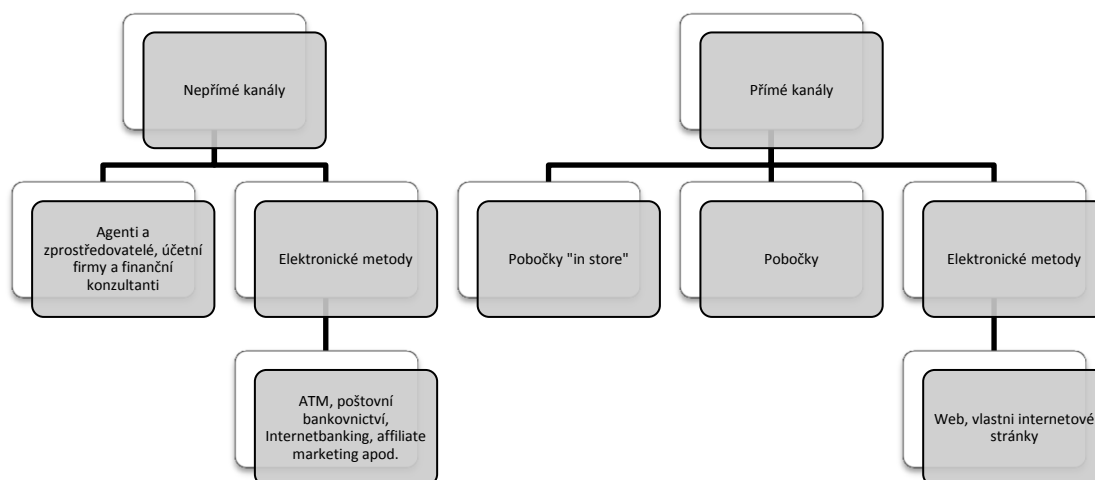 Nepřímé kanály
Přímé kanály
Agenti a
zprostředovatelé, účetní
firmy a finanční
konzultanti
Elektronické metody
Pobočky "in store"
Pobočky
Elektronické metody
ATM, poštovní
bankovnictví,
Internetbanking, affiliate
marketing apod.
Web, vlastni internetové
stránky